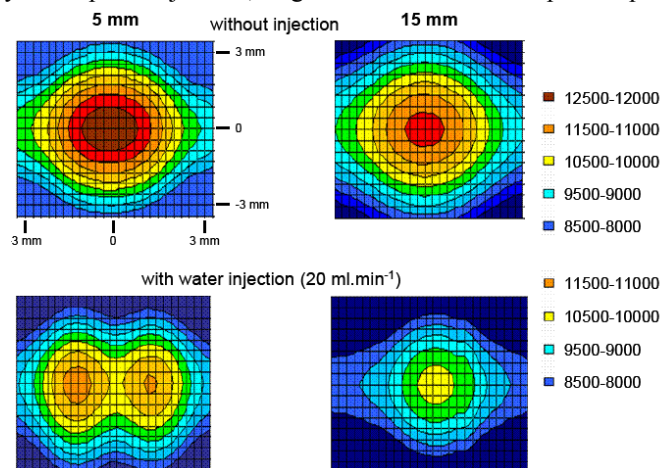 5 mm without injection 15 mm
3 mm
0
-3 mm
3 mm 0 3 mm
12500-12000
11500-11000
10500-10000
9500-9000
8500-8000
with water injection (20 ml.min⁻¹)
11500-11000
10500-10000
9500-9000
8500-8000